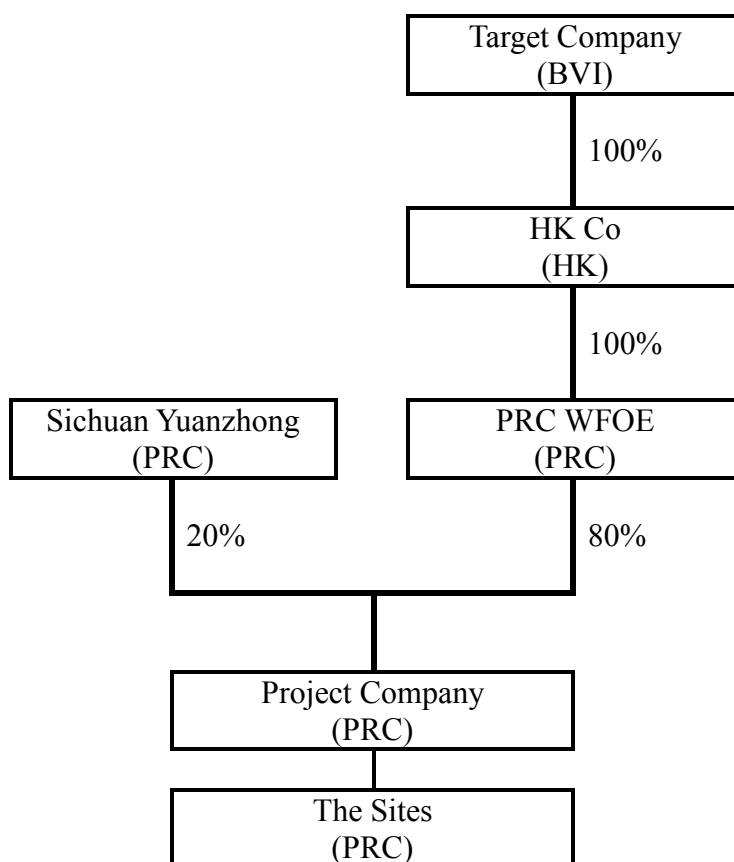 Target Company
(BVI)
100%
HK Co
(HK)
100%
Sichuan Yuanzhong
(PRC)
PRC WFOE
(PRC)
20%
80%
Project Company
(PRC)
The Sites
(PRC)